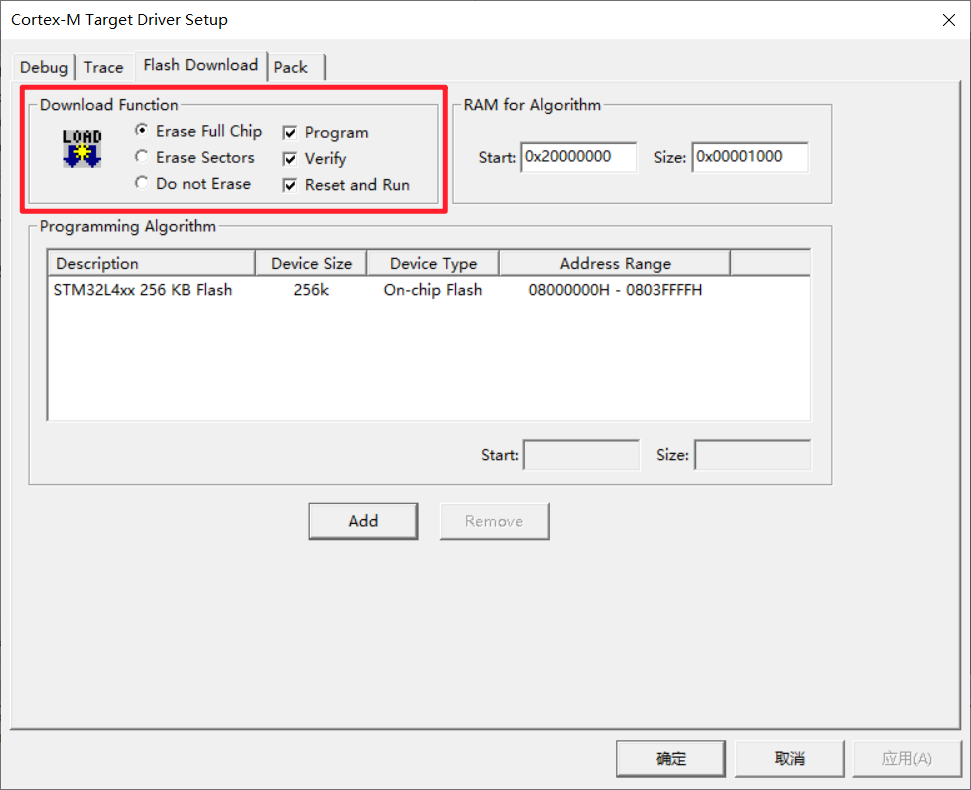 Cortex-M Target Driver Setup
Debug Trace Flash Download Pack
Download Function
LOAD
Erase Full Chip
Erase Sectors
Do not Erase
Program
Verify
Reset and Run
RAM for Algorithm
Start: 0x20000000 Size: 0x00001000
Programming Algorithm
Description Device Size Device Type Address Range
STM32L4xx 256 KB Flash 256k On-chip Flash 08000000H - 0803FFFFH
Start: Size:
Add Remove
确定 取消 应用(A)